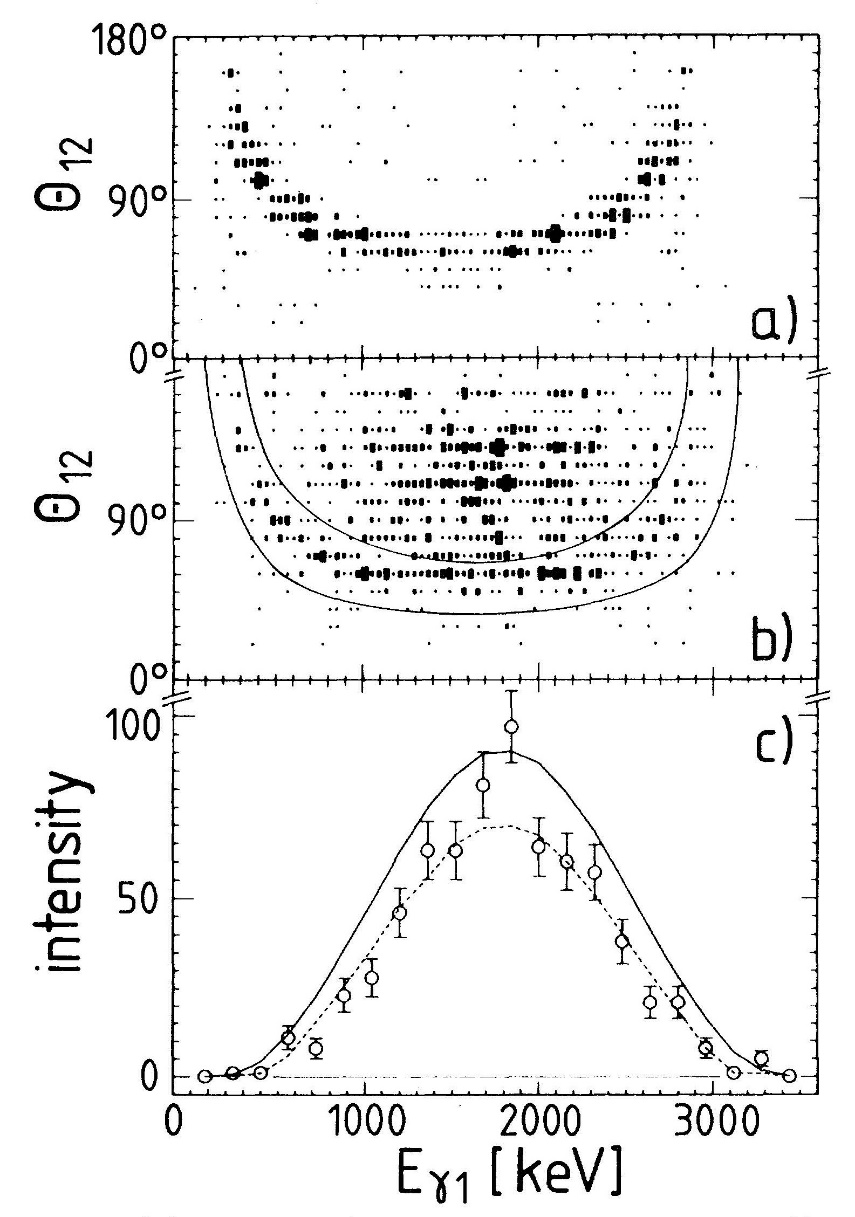 180°
Θ12
90°
a)
0°
Θ12
90°
b)
0°
100
c)
intensity
50
0
0 1000 2000 3000
Eγ1 [keV]